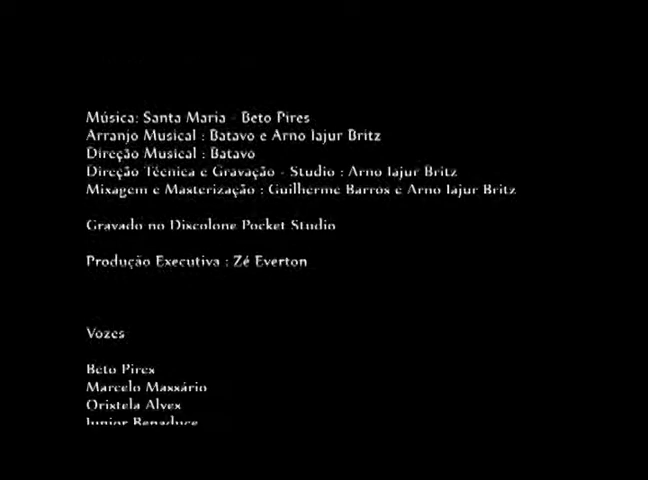 Música: Santa Maria - Beto Pires
Arranjo Musical : Batavo e Arno Iajur Britz
Direção Musical : Batavo
Direção Técnica e Gravação - Studio : Arno Iajur Britz
Mixagem e Masterização : Guilherme Barros e Arno Iajur Britz
Gravado no Discolone Pocket Studio
Produção Executiva : Zé Everton
Vozes
Beto Pires
Marcelo Massário
Oristela Alves
Junior Benaduce